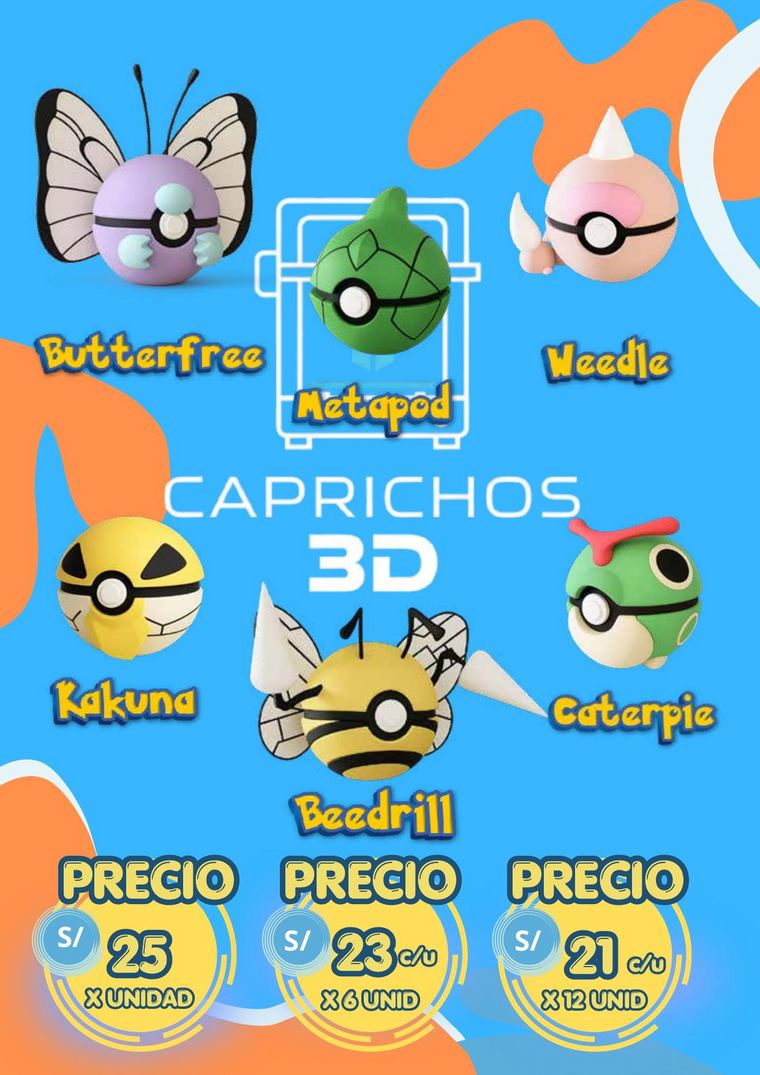 Butterfree
Metapod
Weedle
CAPRICHOS
3D
Kakuna
Beedrill
Caterpie
PRECIO
S/ 25
X UNIDAD
PRECIO
S/ 23 c/u
X 6 UNID
PRECIO
S/ 21 c/u
X 12 UNID